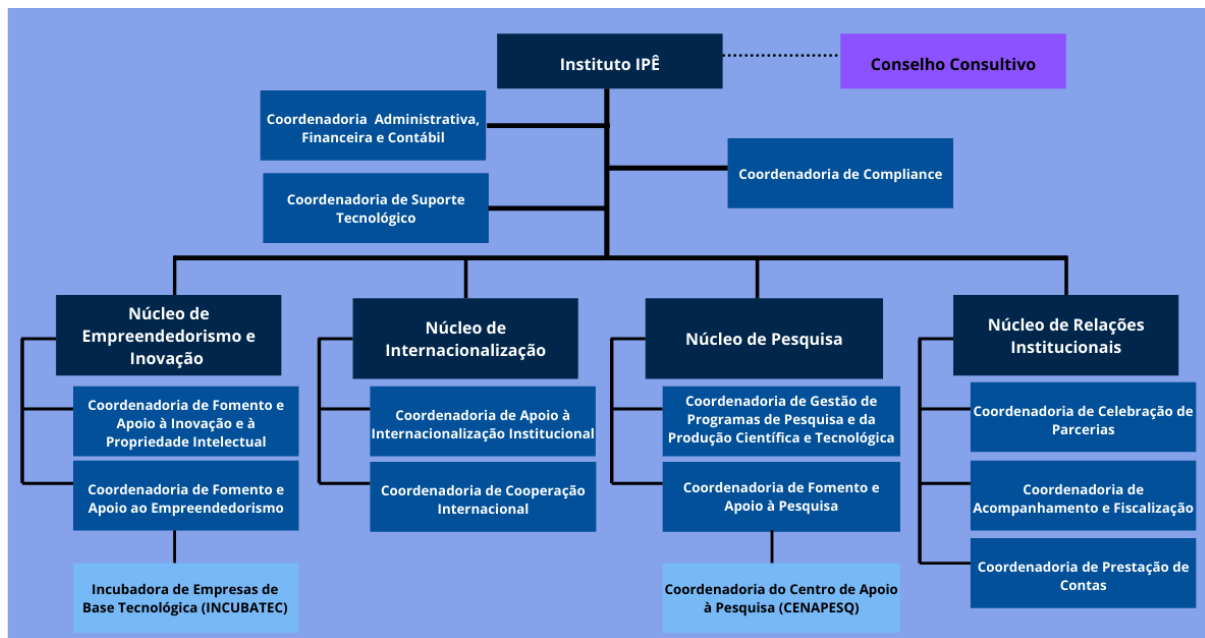 Instituto IPÊ
Conselho Consultivo
Coordenadoria Administrativa,
Financeira e Contábil
Coordenadoria de Compliance
Coordenadoria de Suporte
Tecnológico
Núcleo de
Empreendedorismo e
Inovação
Coordenadoria de Fomento e
Apoio à Inovação e à
Propriedade Intelectual
Coordenadoria de Fomento e
Apoio ao Empreendedorismo
Incubadora de Empresas de
Base Tecnológica (INCUBATEC)
Núcleo de
Internacionalização
Coordenadoria de Apoio à
Internacionalização Institucional
Coordenadoria de Cooperação
Internacional
Núcleo de Pesquisa
Coordenadoria de Gestão de
Programas de Pesquisa e da
Produção Científica e Tecnológica
Coordenadoria de Fomento e
Apoio à Pesquisa
Coordenadoria do Centro de Apoio
à Pesquisa (CENAPESQ)
Núcleo de Relações
Institucionais
Coordenadoria de Celebração de
Parcerias
Coordenadoria de
Acompanhamento e Fiscalização
Coordenadoria de Prestação de
Contas